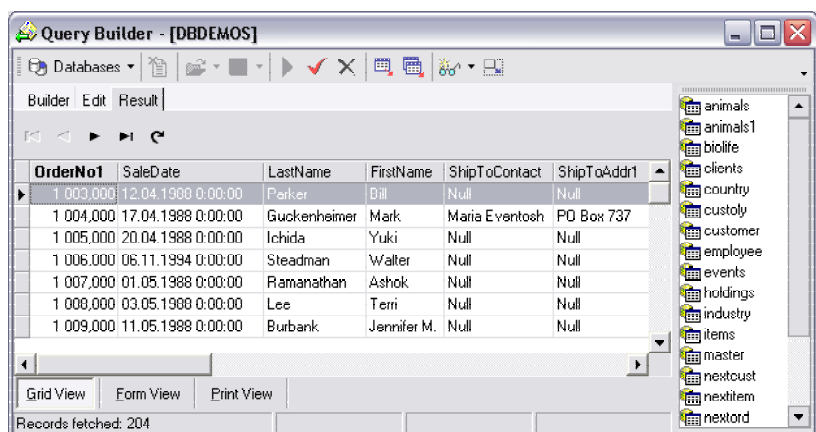 Query Builder - [DBDEMOS]
Databases
Builder Edit Result
OrderNo1 SaleDate LastName FirstName ShipToContact ShipToAddr1
1 003,000 12.04.1988 0:00:00 Parker Bill Null Null
1 004,000 17.04.1988 0:00:00 Guckenheimer Mark Maria Eventosh PO Box 737
1 005,000 20.04.1988 0:00:00 Ichida Yuki Null Null
1 006,000 06.11.1994 0:00:00 Steadman Walter Null Null
1 007,000 01.05.1988 0:00:00 Ramanathan Ashok Null Null
1 008,000 03.05.1988 0:00:00 Lee Terri Null Null
1 009,000 11.05.1988 0:00:00 Burbank Jennifer M. Null Null
Grid View Form View Print View
Records fetched: 204
animals
animals1
biolife
clients
country
custoly
customer
employee
events
holdings
industry
items
master
nextcust
nextitem
nextord